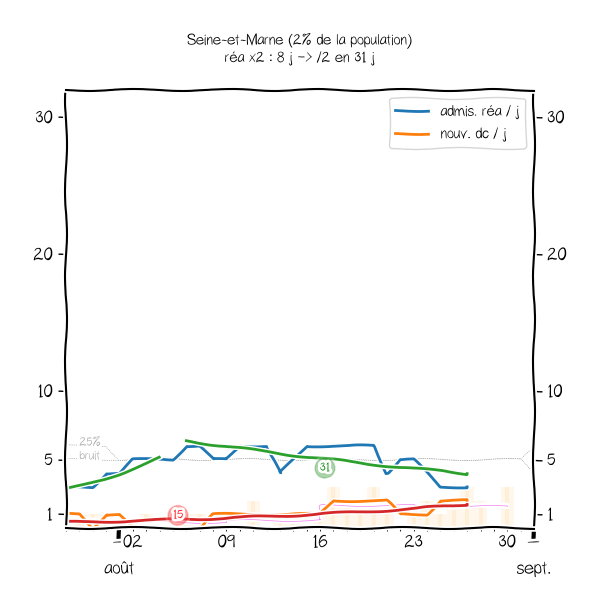 Seine-et-Marne (2% de la population)
réa x2 : 8 j -> /2 en 31 j
admis. réa / j
nouv. dc / j
30 30
20 20
10 10
25%
bruit
5 5
31
15
1 1
02 09 16 23 30
août sept.